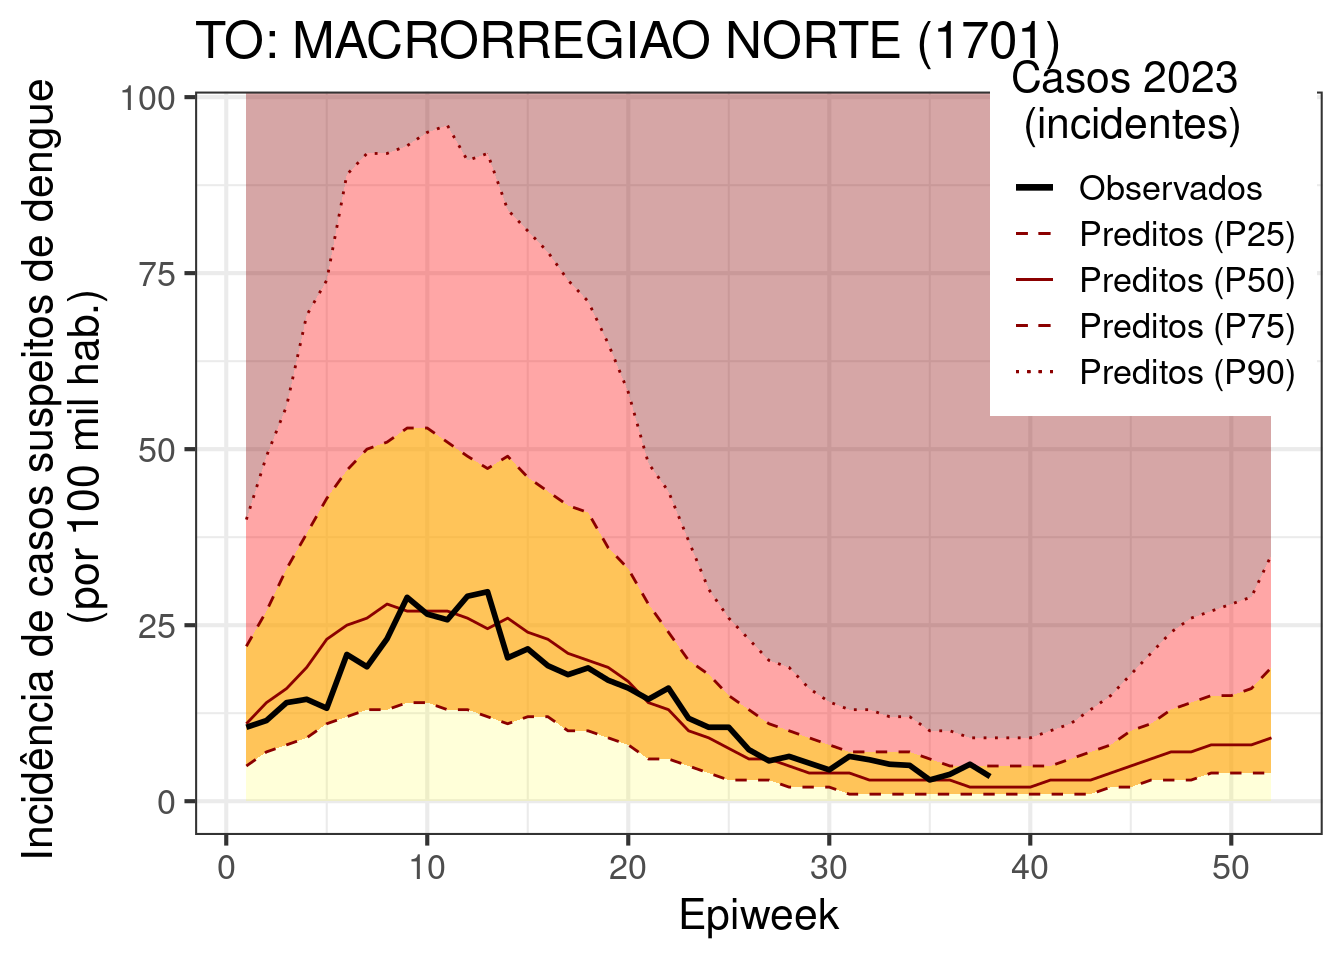 TO: MACRORREGIAO NORTE (1701)
Casos 2023
(incidentes)
Observados
Preditos (P25)
Preditos (P50)
Preditos (P75)
Preditos (P90)
Incidência de casos suspeitos de dengue
(por 100 mil hab.)
100
75
50
25
0
0 10 20 30 40 50
Epiweek